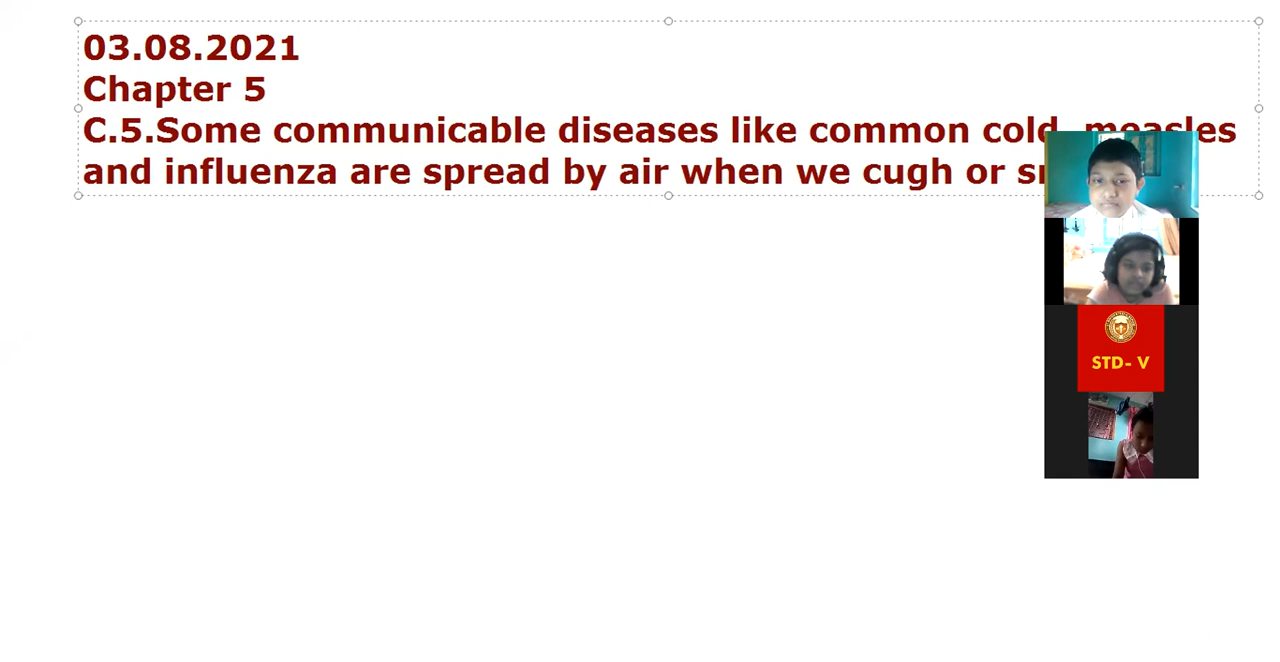 03.08.2021
Chapter 5
C.5.Some communicable diseases like common cold, measles
and influenza are spread by air when we cugh or
STD- V